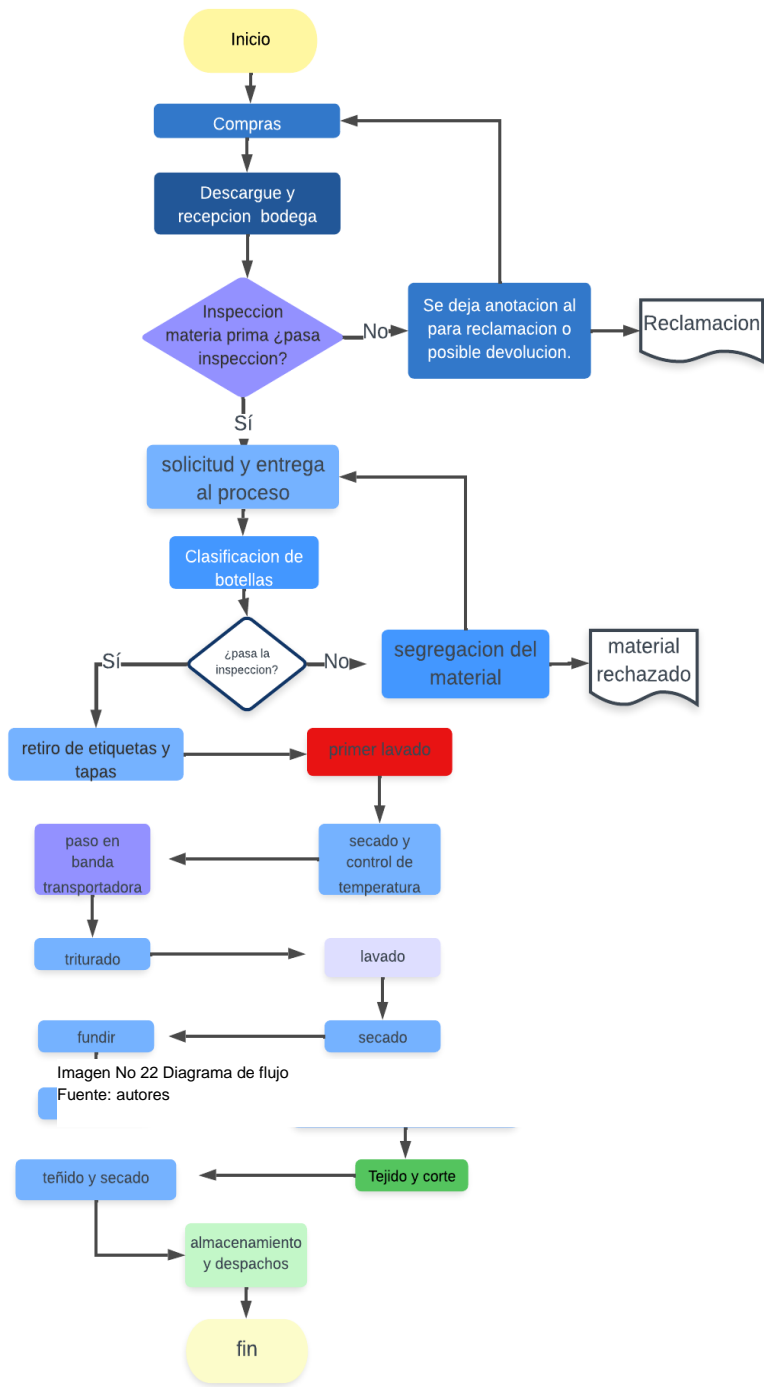 Inicio
Compras
Descargue y
recepcion bodega
Inspeccion
materia prima ¿pasa
inspeccion?
No
Se deja anotacion al
para reclamacion o
posible devolucion.
Reclamacion
Sí
solicitud y entrega
al proceso
Clasificacion de
botellas
¿pasa la
inspeccion?
Sí
No
segregacion del
material
material
rechazado
retiro de etiquetas y
tapas
primer lavado
secado y
control de
temperatura
paso en
banda
transportadora
triturado
lavado
secado
fundir
Imagen No 22 Diagrama de flujo
Fuente: autores
Tejido y corte
teñido y secado
almacenamiento
y despachos
fin